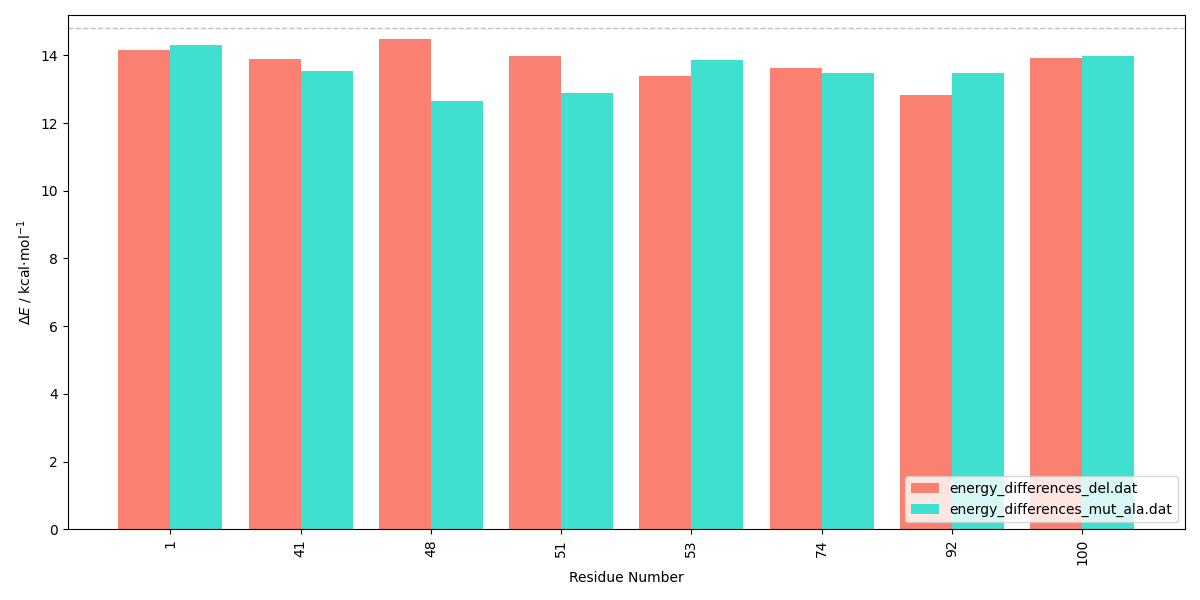 14
12
10
8
6
4
2
0
ΔE / kcal·mol⁻¹
energy_differences_del.dat
energy_differences_mut_ala.dat
1 41 48 51 53 74 92 100
Residue Number